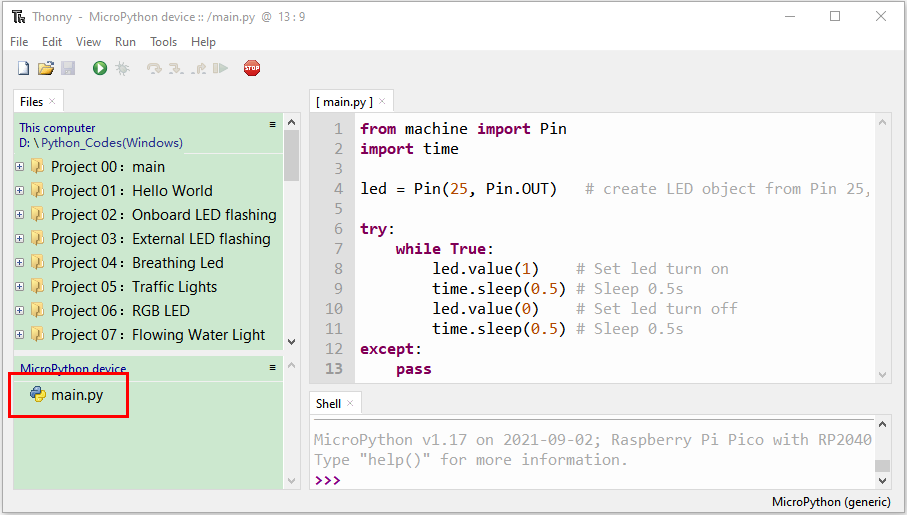 Thonny - MicroPython device :: /main.py @ 13 : 9
File Edit View Run Tools Help
STOP
Files
This computer
D: \ Python_Codes(Windows)
Project 00：main
Project 01：Hello World
Project 02：Onboard LED flashing
Project 03：External LED flashing
Project 04：Breathing Led
Project 05：Traffic Lights
Project 06：RGB LED
Project 07：Flowing Water Light
MicroPython device
main.py
[ main.py ]
1 from machine import Pin
2 import time
3
4 led = Pin(25, Pin.OUT)   # create LED object from Pin 25,
5
6 try:
7     while True:
8         led.value(1)    # Set led turn on
9         time.sleep(0.5) # Sleep 0.5s
10         led.value(0)    # Set led turn off
11         time.sleep(0.5) # Sleep 0.5s
12 except:
13     pass
Shell
MicroPython v1.17 on 2021-09-02; Raspberry Pi Pico with RP2040
Type "help()" for more information.
>>>
MicroPython (generic)